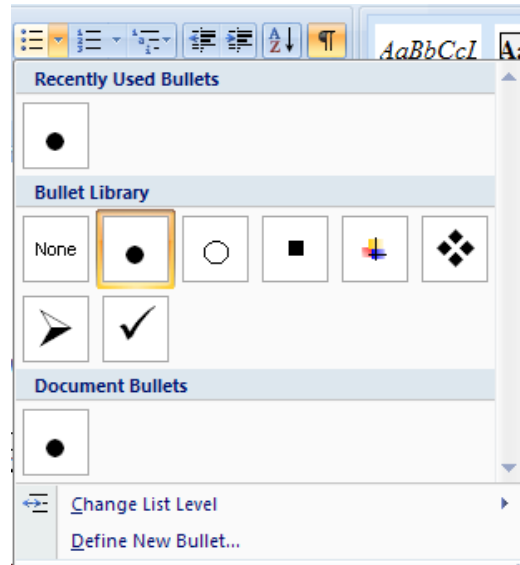 AaBbCcI
Recently Used Bullets
Bullet Library
None
Document Bullets
Change List Level
Define New Bullet...